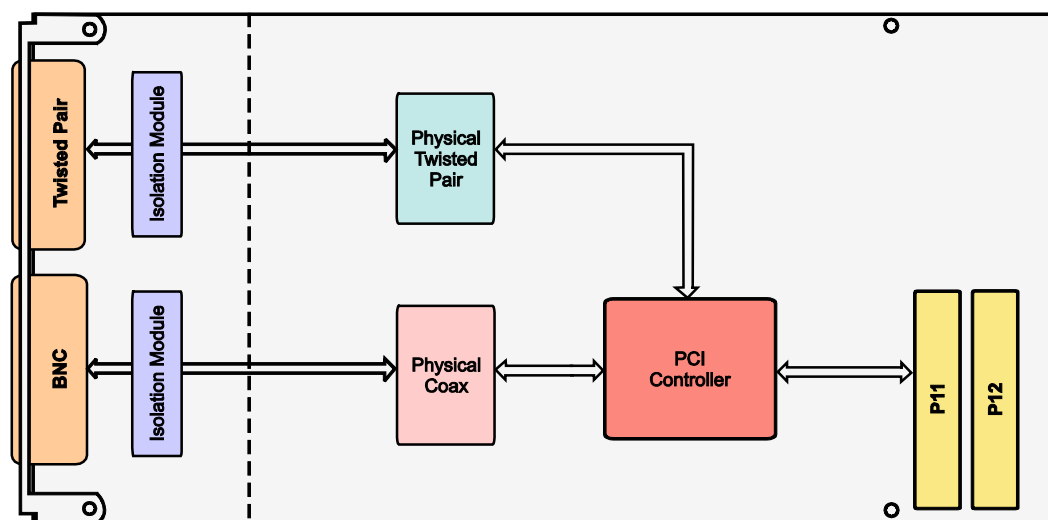 Twisted Pair
Isolation Module
Physical
Twisted
Pair
BNC
Isolation Module
Physical
Coax
PCI
Controller
P11
P12